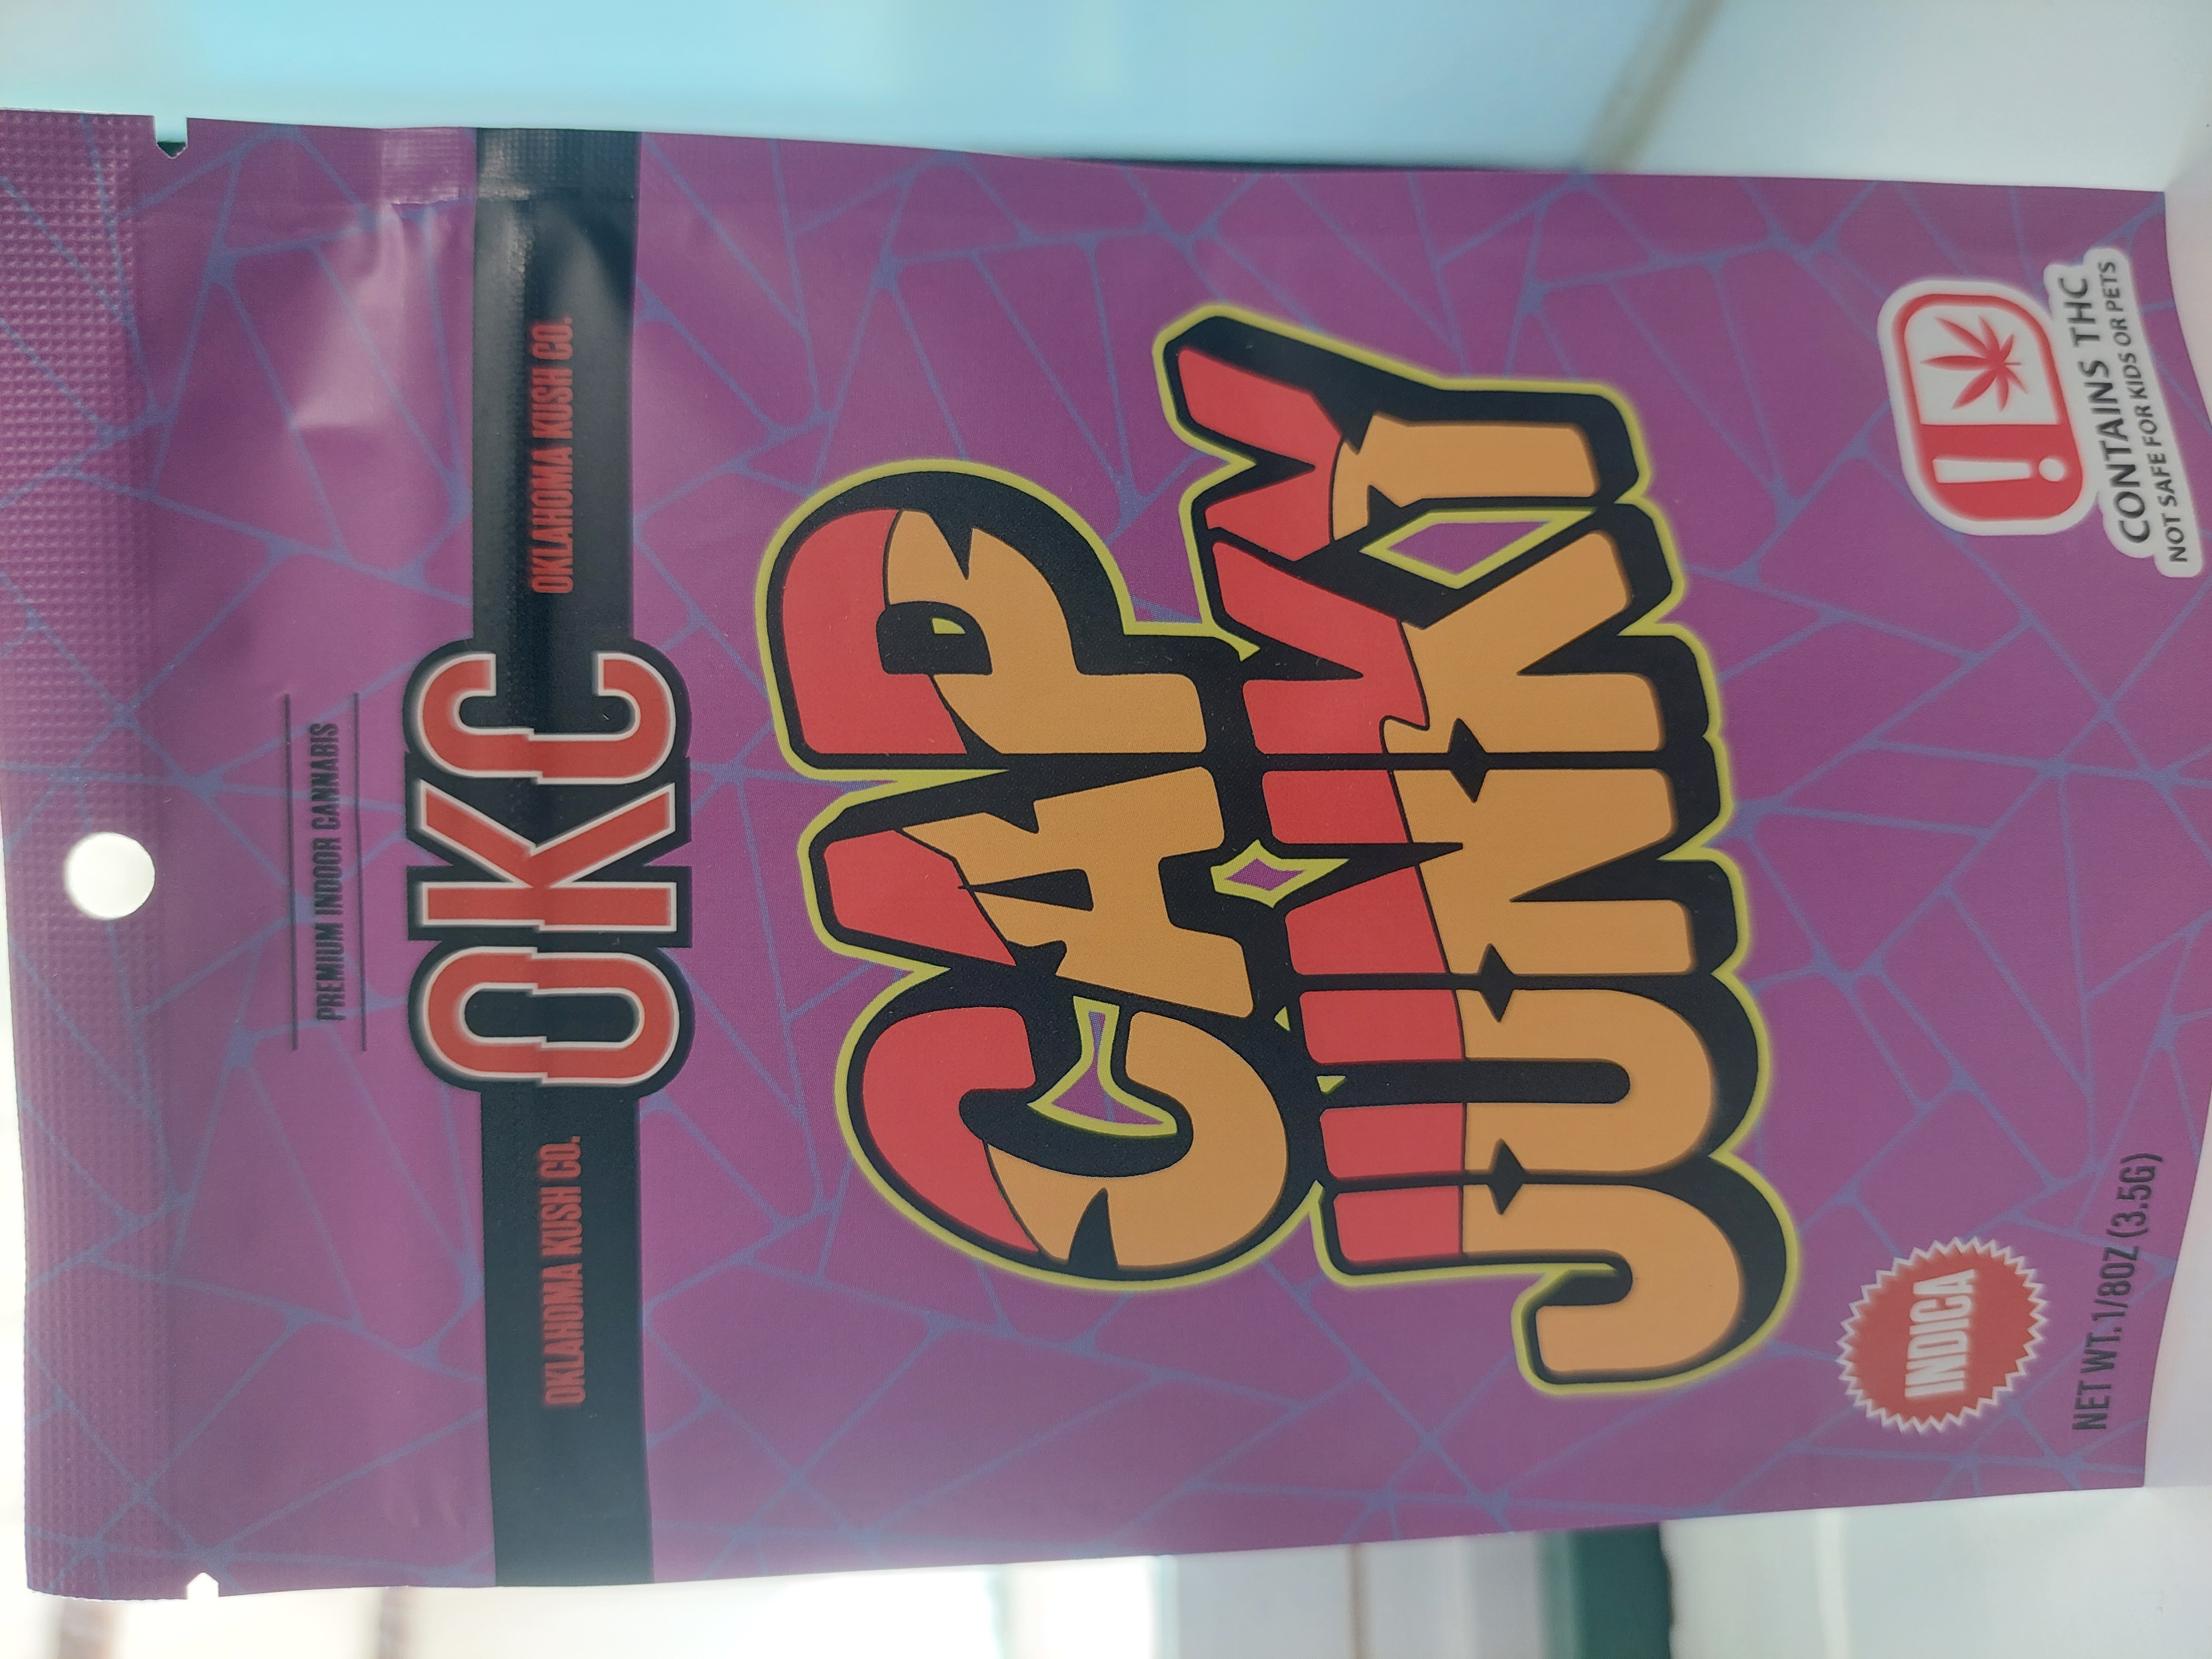 PREMIUM INDOOR CANNABIS
OKLAHOMA KUSH CO. OKC OKLAHOMA KUSH CO.
CAP
JUNKY
INDICA
NET WT. 1/8OZ (3.5G)
!
CONTAINS THC
NOT SAFE FOR KIDS OR PETS